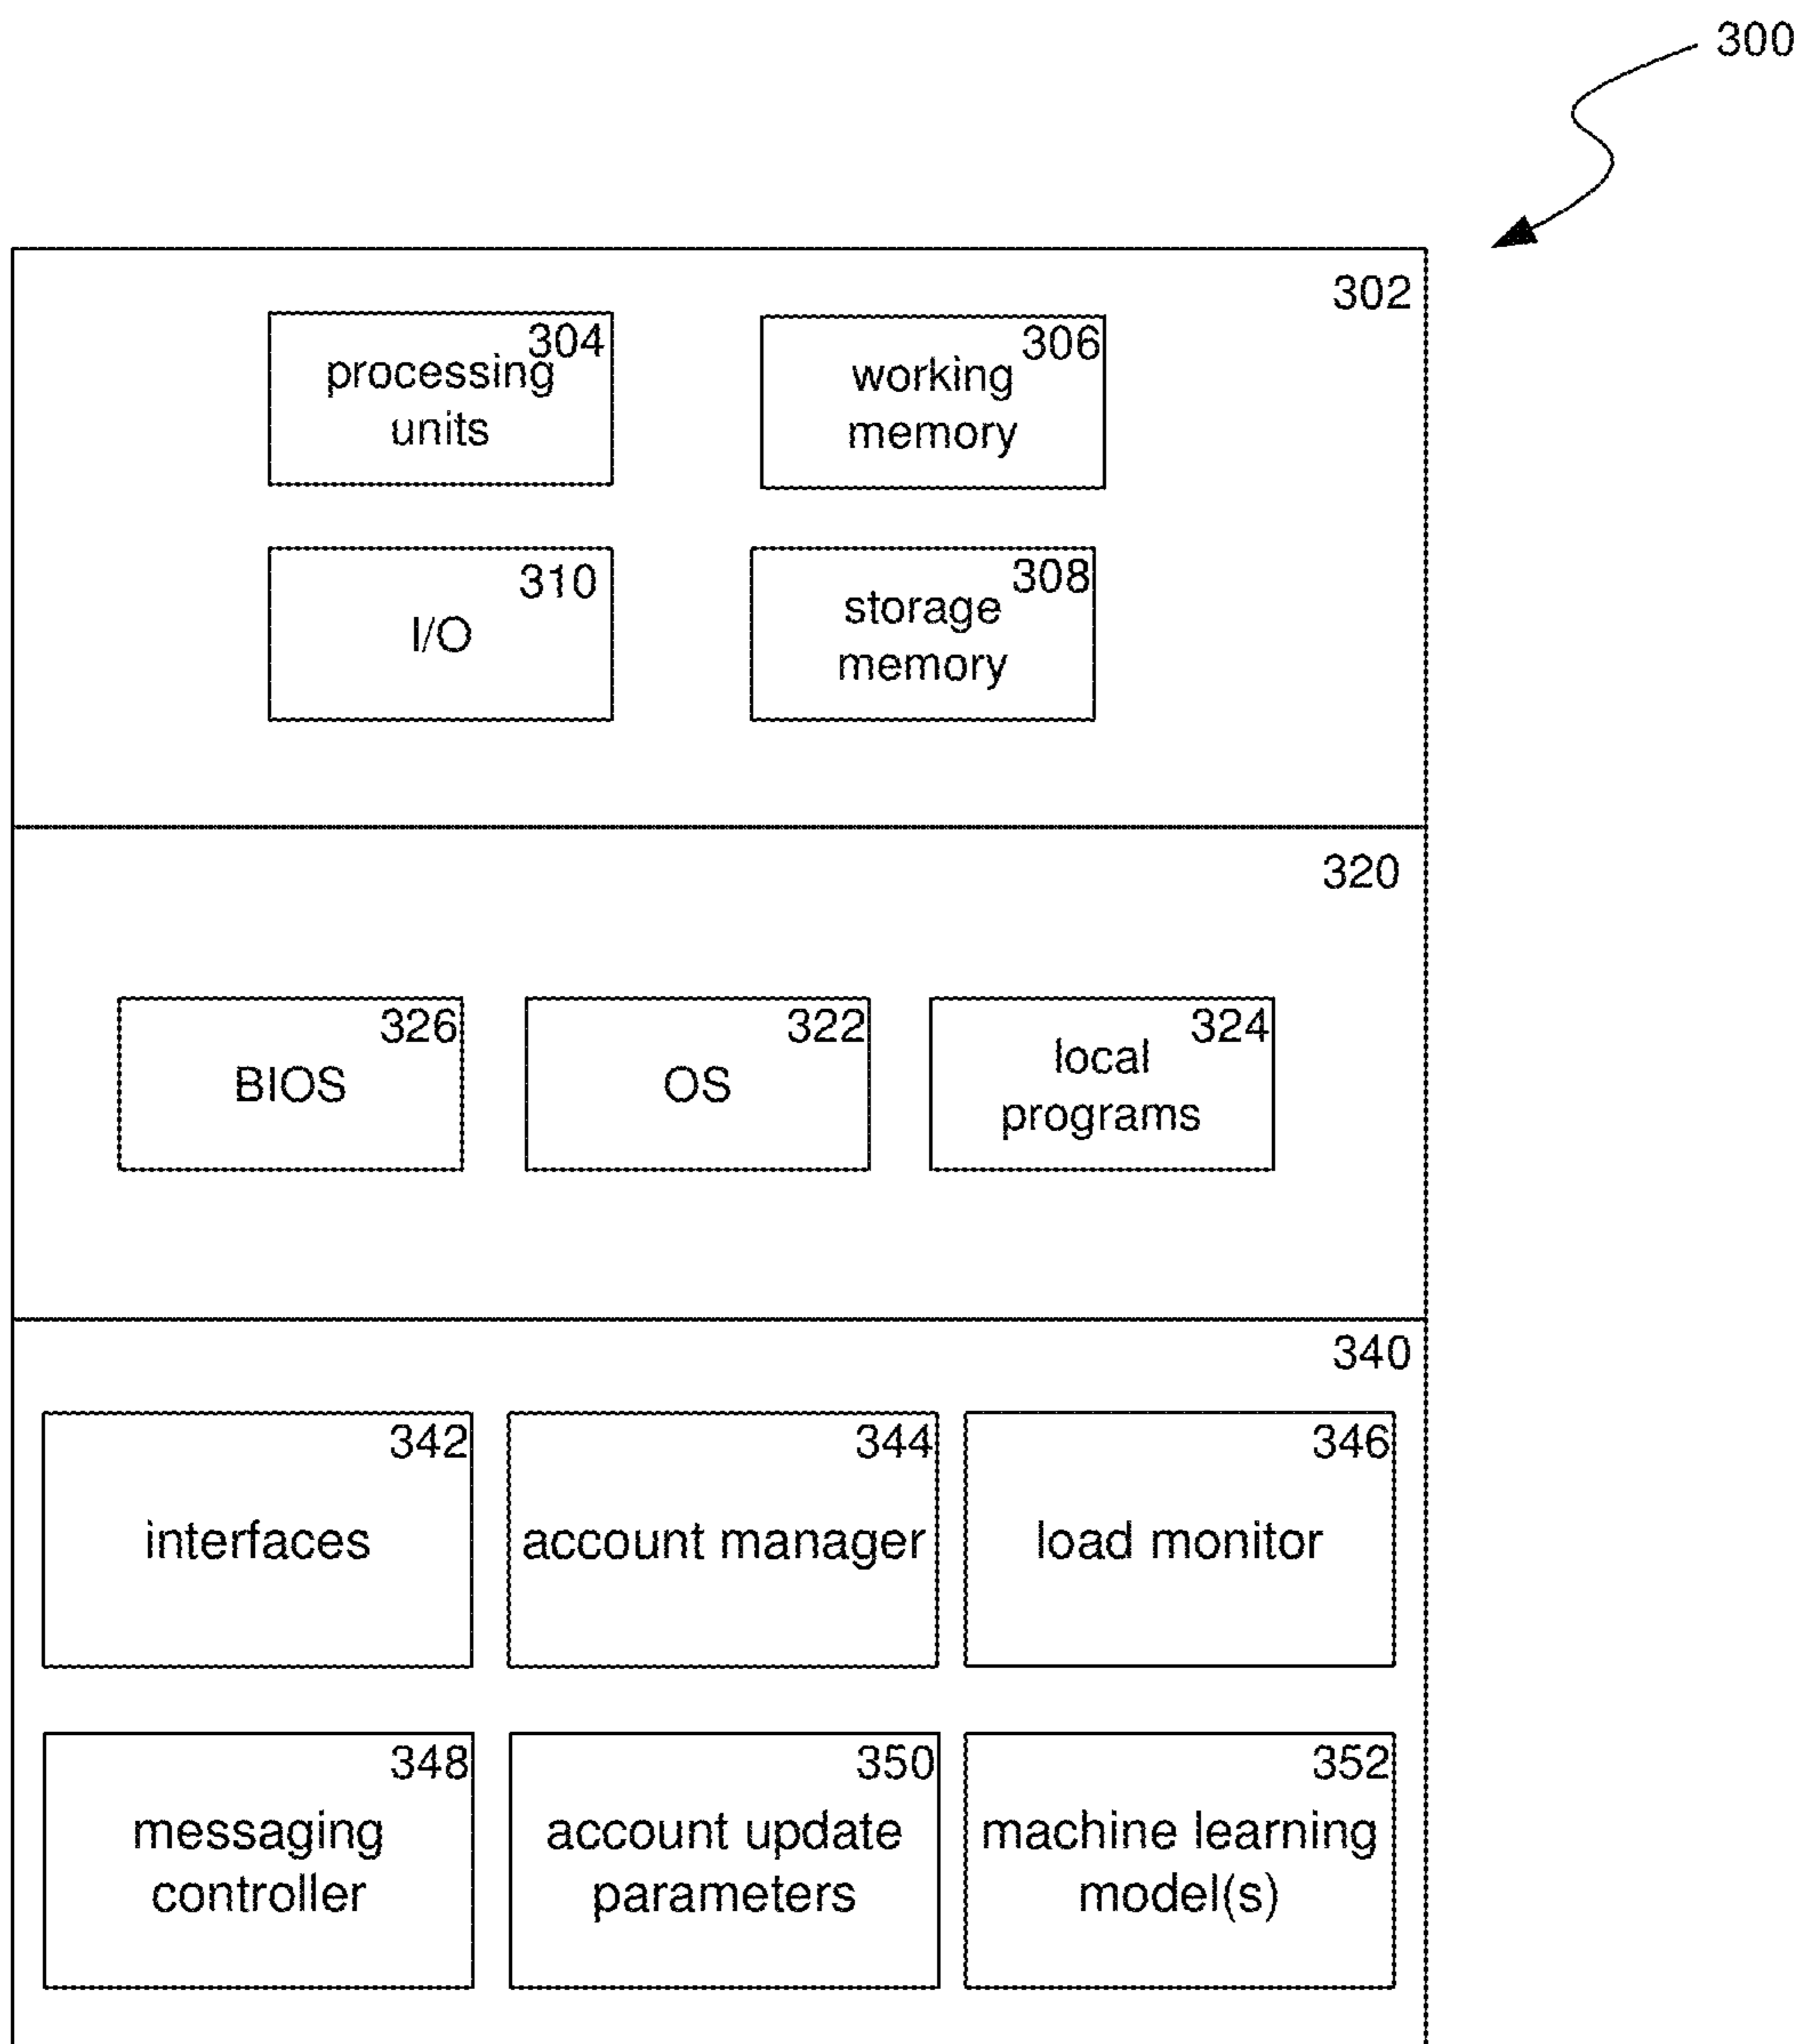 300
302
304
processing
units
306
working
memory
310
I/O
308
storage
memory
320
326
BIOS
322
OS
324
local
programs
340
342
interfaces
344
account manager
346
load monitor
348
messaging
controller
350
account update
parameters
352
machine learning
model(s)